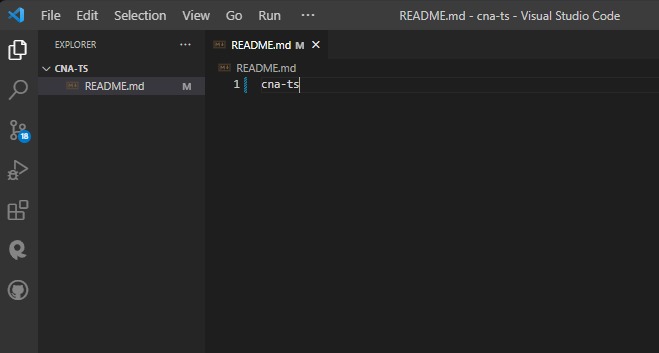 File Edit Selection View Go Run ··· README.md - cna-ts - Visual Studio Code
EXPLORER ···
README.md M ×
CNA-TS
README.md
README.md M
1 cna-ts
18